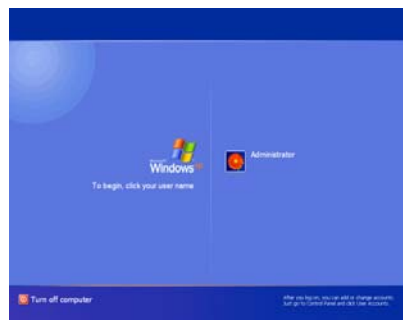 Microsoft
Windows xp
To begin, click your user name
Administrator
Turn off computer
After you log on, you can add or change accounts.
Just go to Control Panel and click User Accounts.